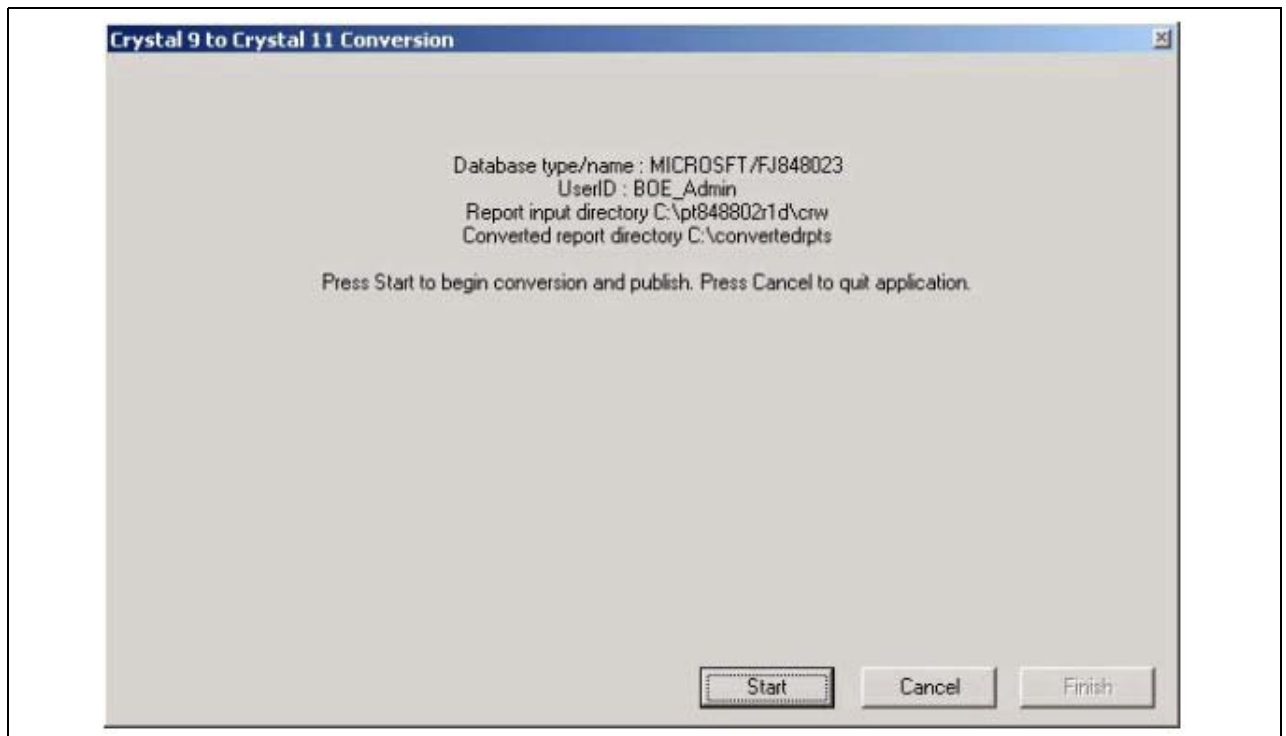 Crystal 9 to Crystal 11 Conversion
Database type/name : MICROSFT/FJ848023
UserID : BOE_Admin
Report input directory C:\pt848802r1d\crw
Converted report directory C:\convertedrpts
Press Start to begin conversion and publish. Press Cancel to quit application.
Start Cancel Finish